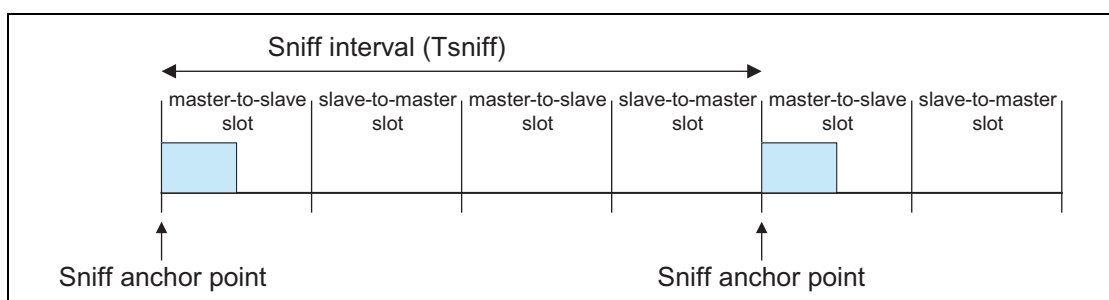 Sniff interval (Tsniff)
master-to-slave slave-to-master master-to-slave slave-to-master master-to-slave slave-to-master
slot slot slot slot slot slot
Sniff anchor point Sniff anchor point